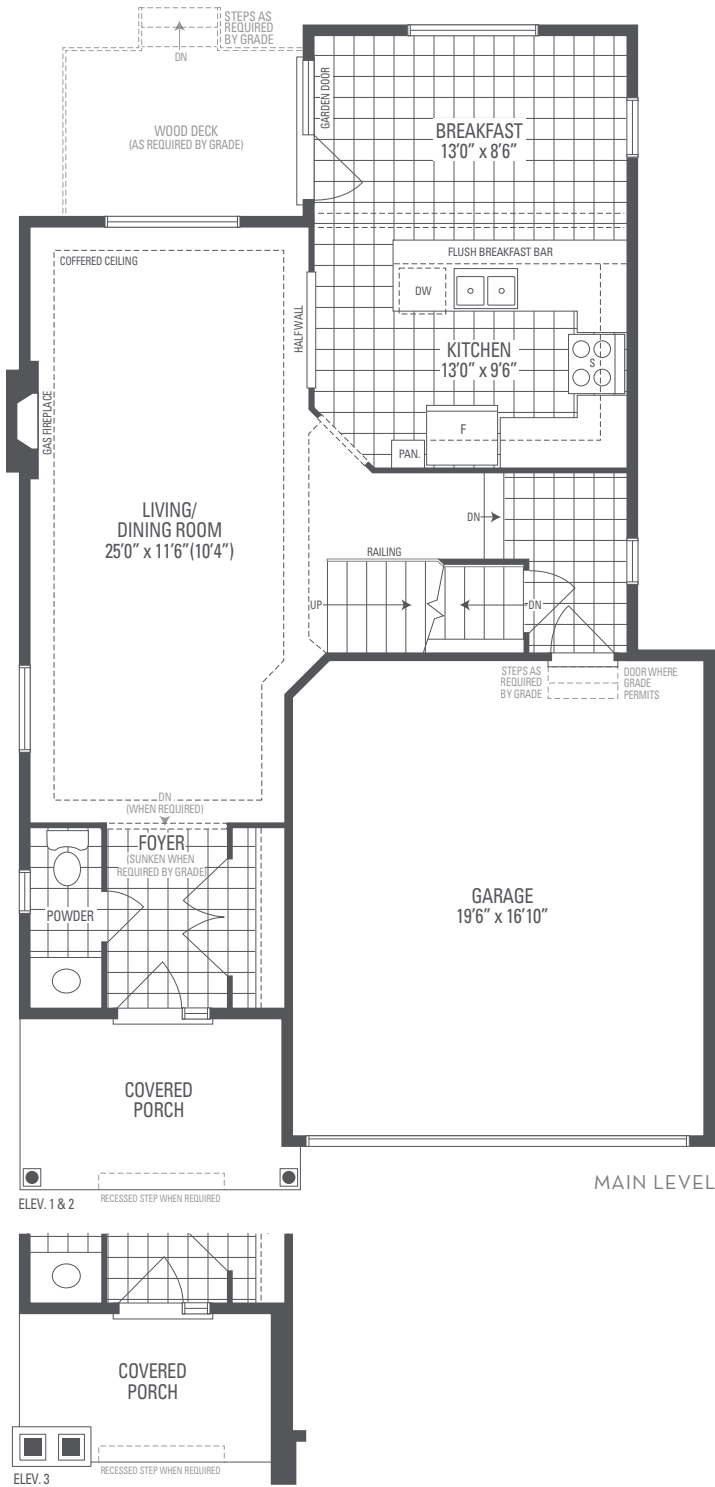 STEPS AS
REQUIRED
BY GRADE
DN
WOOD DECK
(AS REQUIRED BY GRADE)
GARDEN DOOR
BREAKFAST
13'0" x 8'6"
COFFERED CEILING
FLUSH BREAKFAST BAR
DW
HALF WALL
KITCHEN
13'0" x 9'6"
S
GAS FIREPLACE
F
PAN.
LIVING/
DINING ROOM
25'0" x 11'6"(10'4")
DN
RAILING
UP
DN
STEPS AS
REQUIRED
BY GRADE
DOOR WHERE
GRADE
PERMITS
DN
(WHEN REQUIRED)
FOYER
(SUNKEN WHEN
REQUIRED BY GRADE)
POWDER
GARAGE
19'6" x 16'10"
COVERED
PORCH
MAIN LEVEL
ELEV. 1 & 2
RECESSED STEP WHEN REQUIRED
COVERED
PORCH
ELEV. 3
RECESSED STEP WHEN REQUIRED